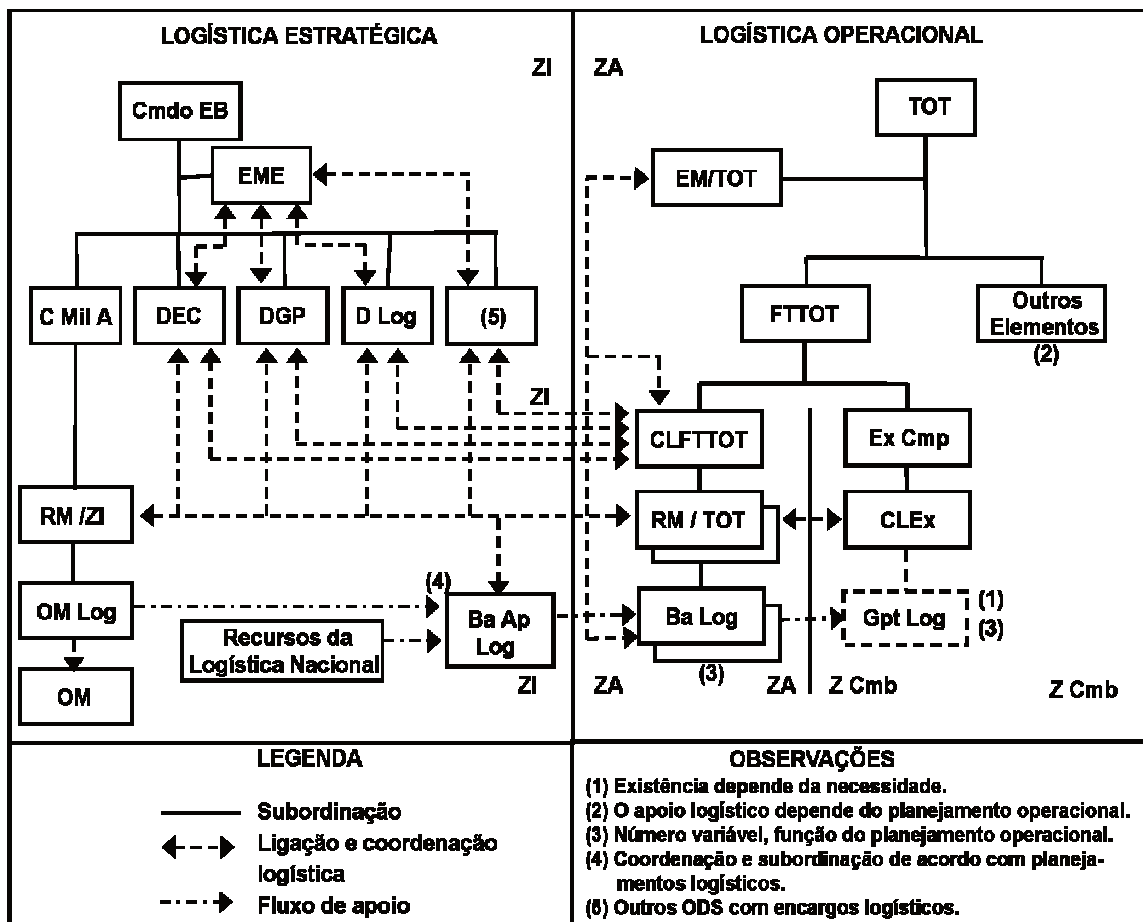 LOGÍSTICA ESTRATÉGICA
LOGÍSTICA OPERACIONAL
ZI
ZA
Cmdo EB
TOT
EME
EM/TOT
C Mil A
DEC
DGP
D Log
(5)
FTTOT
Outros
Elementos
(2)
ZI
CLFTTOT
Ex Cmp
RM /ZI
RM / TOT
CLEx
OM Log
(4)
Ba Ap
Log
Ba Log
Gpt Log
(1)
(3)
Recursos da
Logística Nacional
(3)
OM
ZI
ZA
ZA
Z Cmb
Z Cmb
LEGENDA
Subordinação
Ligação e coordenação
logística
Fluxo de apoio
OBSERVAÇÕES
(1) Existência depende da necessidade.
(2) O apoio logístico depende do planejamento operacional.
(3) Número variável, função do planejamento operacional.
(4) Coordenação e subordinação de acordo com planeja-
mentos logísticos.
(5) Outros ODS com encargos logísticos.